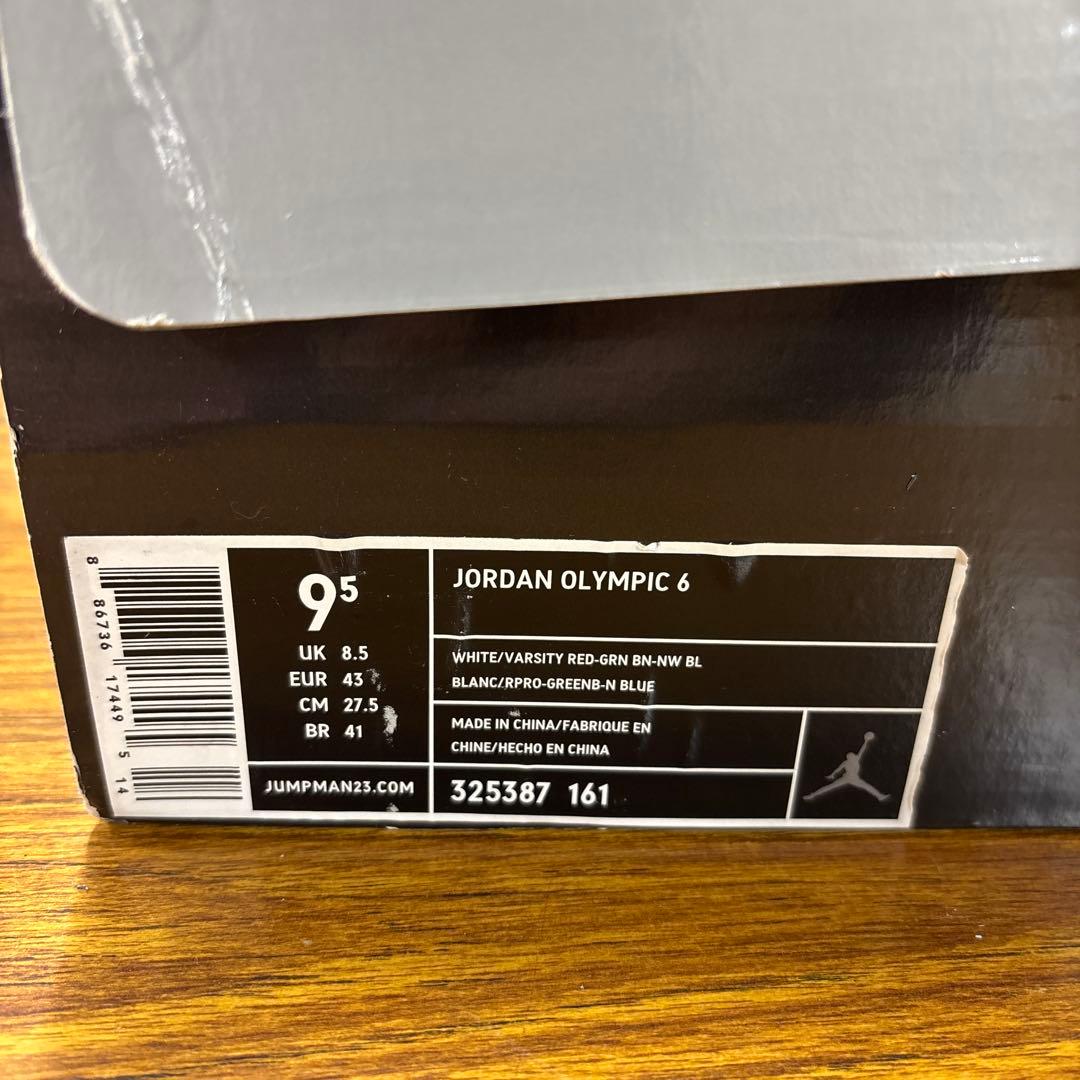 8 86736 17449 5 14
95
UK 8.5
EUR 43
CM 27.5
BR 41
JUMPMAN23.COM
JORDAN OLYMPIC 6
WHITE/VARSITY RED-GRN BN-NW BL
BLANC/RPRO-GREENB-N BLUE
MADE IN CHINA/FABRIQUE EN
CHINE/HECHO EN CHINA
325387 161